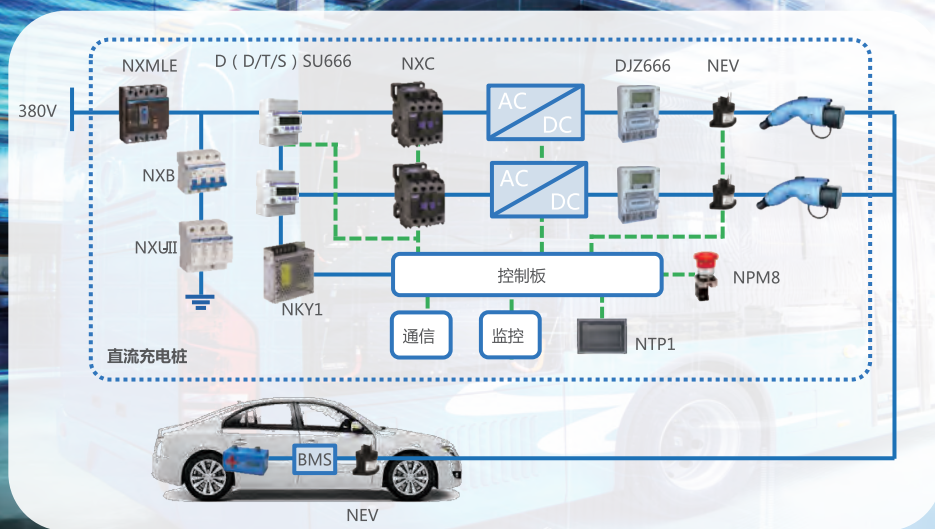 NXMLE
D（D/T/S）SU666
NXC
DJZ666
NEV
380V
AC
DC
NXB
AC
DC
NXUII
控制板
NPM8
NKY1
通信
监控
NTP1
直流充电桩
BMS
NEV